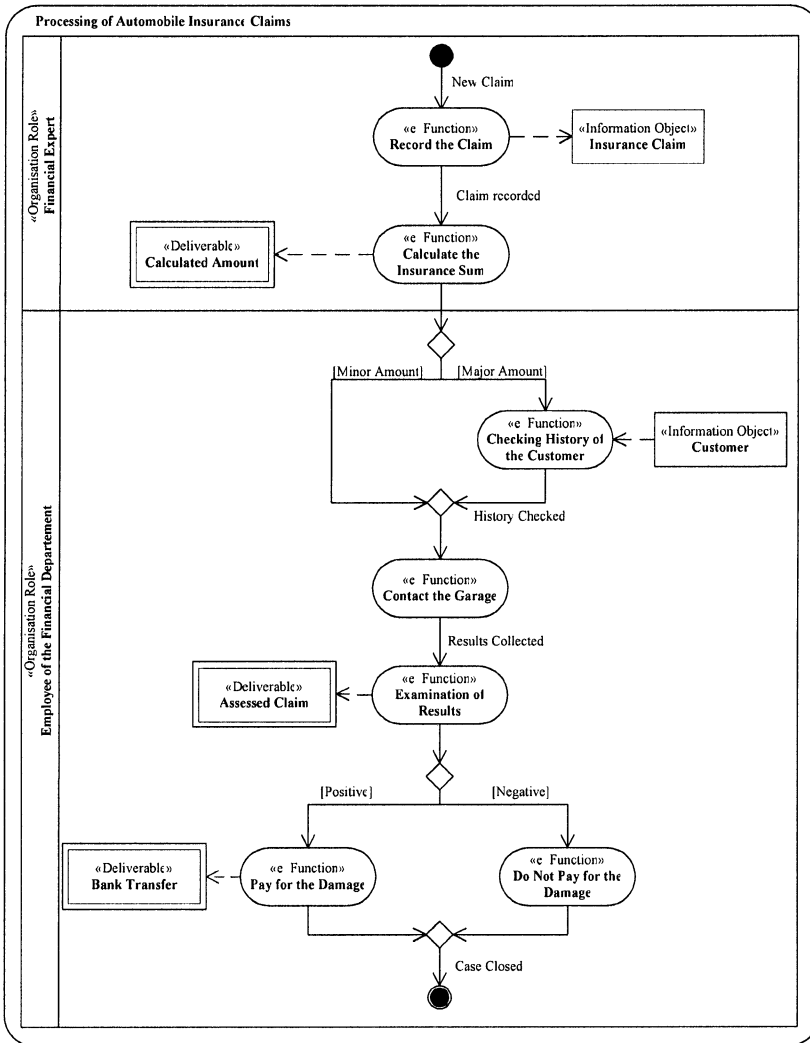 Processing of Automobile Insurance Claims
«Organisation Role»
Financial Expert
New Claim
«e Function»
Record the Claim
«Information Object»
Insurance Claim
Claim recorded
«Deliverable»
Calculated Amount
«e Function»
Calculate the
Insurance Sum
«Organisation Role»
Employee of the Financial Departement
[Minor Amount]
[Major Amount]
«e Function»
Checking History of
the Customer
«Information Object»
Customer
History Checked
«e Function»
Contact the Garage
Results Collected
«Deliverable»
Assessed Claim
«e Function»
Examination of
Results
[Positive]
[Negative]
«Deliverable»
Bank Transfer
«e Function»
Pay for the Damage
«e Function»
Do Not Pay for the
Damage
Case Closed